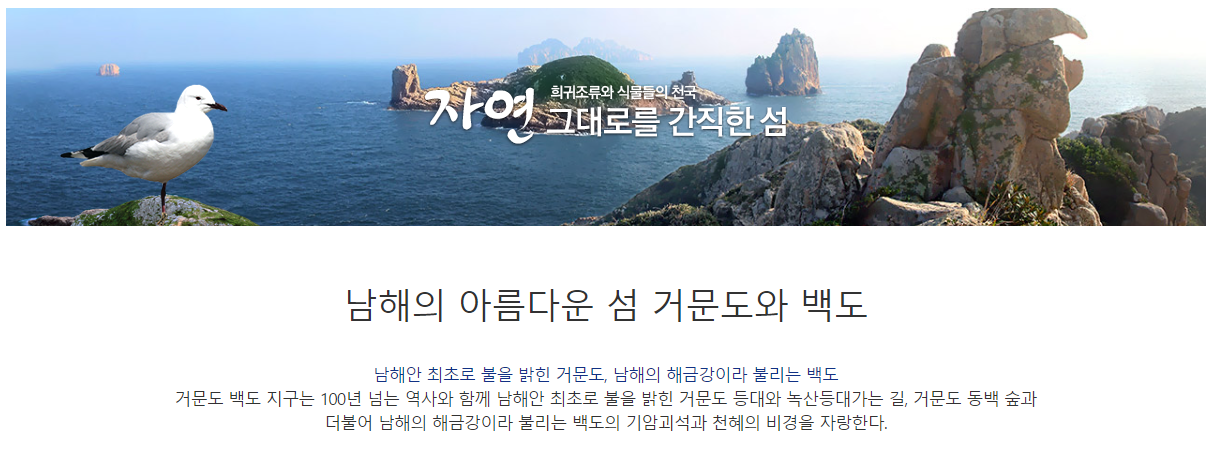 희귀조류와 식물들의 천국
자연 그대로를 간직한 섬
남해의 아름다운 섬 거문도와 백도
남해안 최초로 불을 밝힌 거문도, 남해의 해금강이라 불리는 백도
거문도 백도 지구는 100년 넘는 역사와 함께 남해안 최초로 불을 밝힌 거문도 등대와 녹산등대가는 길, 거문도 동백 숲과
더불어 남해의 해금강이라 불리는 백도의 기암괴석과 천혜의 비경을 자랑한다.